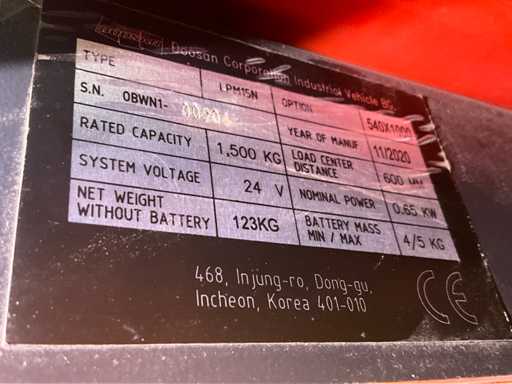 Doosan Corporation Industrial Vehicle BG.
TYPE LPM15N OPTION 540X1000
S.N. 0BWN1- 00904 YEAR OF MANUF 11/2020
RATED CAPACITY 1,500 KG LOAD CENTER DISTANCE 600
SYSTEM VOLTAGE 24 V NOMINAL POWER 0.65 KW
NET WEIGHT WITHOUT BATTERY 123KG BATTERY MASS MIN / MAX 4/5 KG
468, Injung-ro, Dong-gu,
Incheon, Korea 401-010
CE